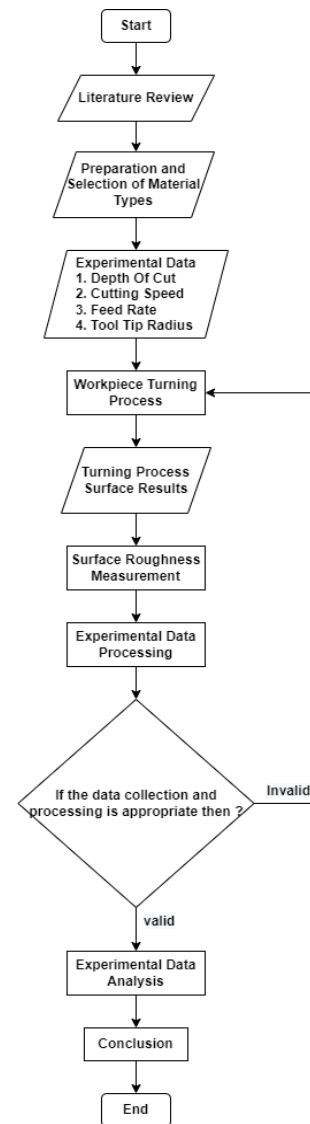 Start
Literature Review
Preparation and
Selection of Material
Types
Experimental Data
1. Depth Of Cut
2. Cutting Speed
3. Feed Rate
4. Tool Tip Radius
Workpiece Turning
Process
Turning Process
Surface Results
Surface Roughness
Measurement
Experimental Data
Processing
If the data collection and
processing is appropriate then ?
Invalid
valid
Experimental Data
Analysis
Conclusion
End